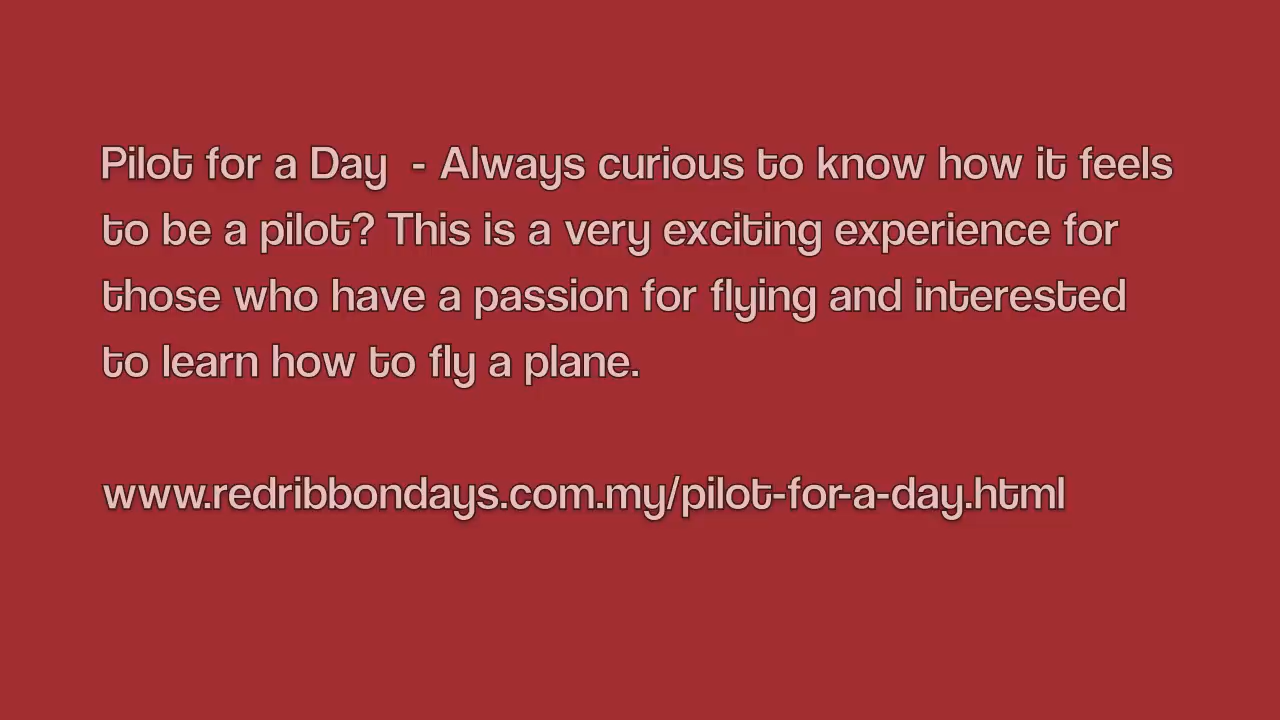 Pilot for a Day  - Always curious to know how it feels
to be a pilot? This is a very exciting experience for
those who have a passion for flying and interested
to learn how to fly a plane.
www.redribbondays.com.my/pilot-for-a-day.html